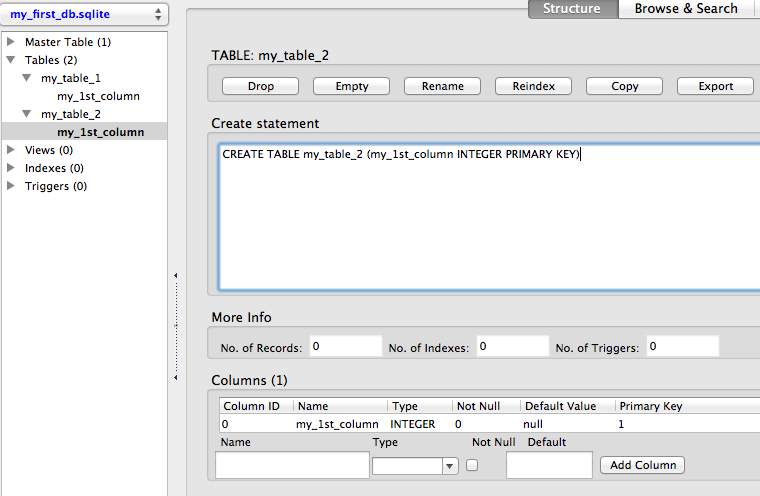 my_first_db.sqlite
Structure
Browse & Search
Master Table (1)
Tables (2)
my_table_1
my_1st_column
my_table_2
my_1st_column
Views (0)
Indexes (0)
Triggers (0)
TABLE: my_table_2
Drop
Empty
Rename
Reindex
Copy
Export
Create statement
CREATE TABLE my_table_2 (my_1st_column INTEGER PRIMARY KEY)
More Info
No. of Records: 0 No. of Indexes: 0 No. of Triggers: 0
Columns (1)
Column ID Name Type Not Null Default Value Primary Key
0 my_1st_column INTEGER 0 null 1
Name Type Not Null Default
Add Column